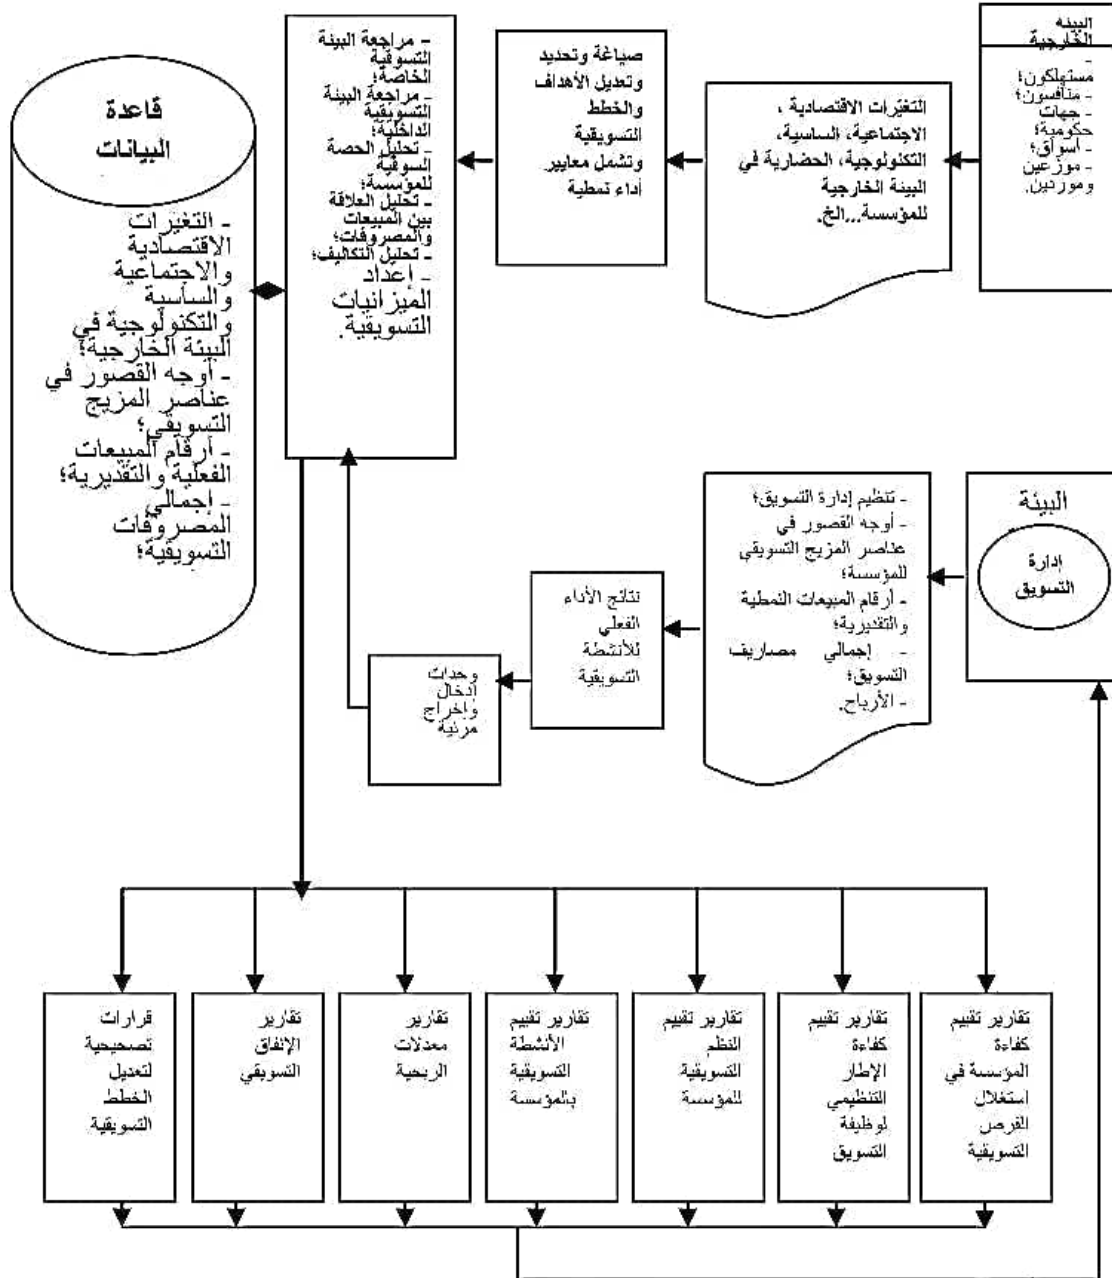 البيئة
الخارجية
-
مستهلكون؛
- منافسون؛
- جهات
حكومية؛
- أسواق؛
- موزعين
وموردين.
التغيّرات الاقتصادية ،
الاجتماعية، الساسية،
التكنولوجية، الحضارية في
البيئة الخارجية
للمؤسسة...الخ.
صياغة وتحديد
وتعديل الأهداف
والخطط
التسويقية
وتشمل معايير
أداء نمطية
- مراجعة البيئة
التسوقية
الخاصة؛
- مراجعة البيئة
التسويقية
الداخلية؛
- تحليل الحصة
السوقية
للمؤسسة؛
- تحليل العلاقة
بين المبيعات
والمصروفات؛
- تحليل التكاليف؛
- إعداد
الميزانيات
التسويقية.
قاعدة
البيانات
- التغيرات
الاقتصادية
والاجتماعية
والساسية
والتكنولوجية في
البيئة الخارجية؛
- أوجه القصور في
عناصر المزيج
التسويقي؛
- أرقام المبيعات
الفعلية والتقديرية؛
- إجمالي
المصروفات
التسويقية؛
البيئة
إدارة
التسويق
- تنظيم إدارة التسويق؛
- أوجه القصور في
عناصر المزيج التسويقي
للمؤسسة؛
- أرقام المبيعات النمطية
والتقديرية؛
- إجمالي مصاريف
التسويق؛
- الأرباح.
نتائج الأداء
الفعلي
للأنشطة
التسويقية
وحدات
إدخال
وإخراج
مرئية
تقارير تقييم
كفاءة
المؤسسة في
استغلال
الفرص
التسويقية
تقارير تقييم
كفاءة
الإطار
التنظيمي
لوظيفة
التسويق
تقارير تقييم
النظم
التسويقية
للمؤسسة
تقارير تقييم
الأنشطة
التسويقية
بالمؤسسة
تقارير
معدلات
الربحية
تقارير
الإنفاق
التسويقي
قرارات
تصحيحية
لتعديل
الخطط
التسويقية